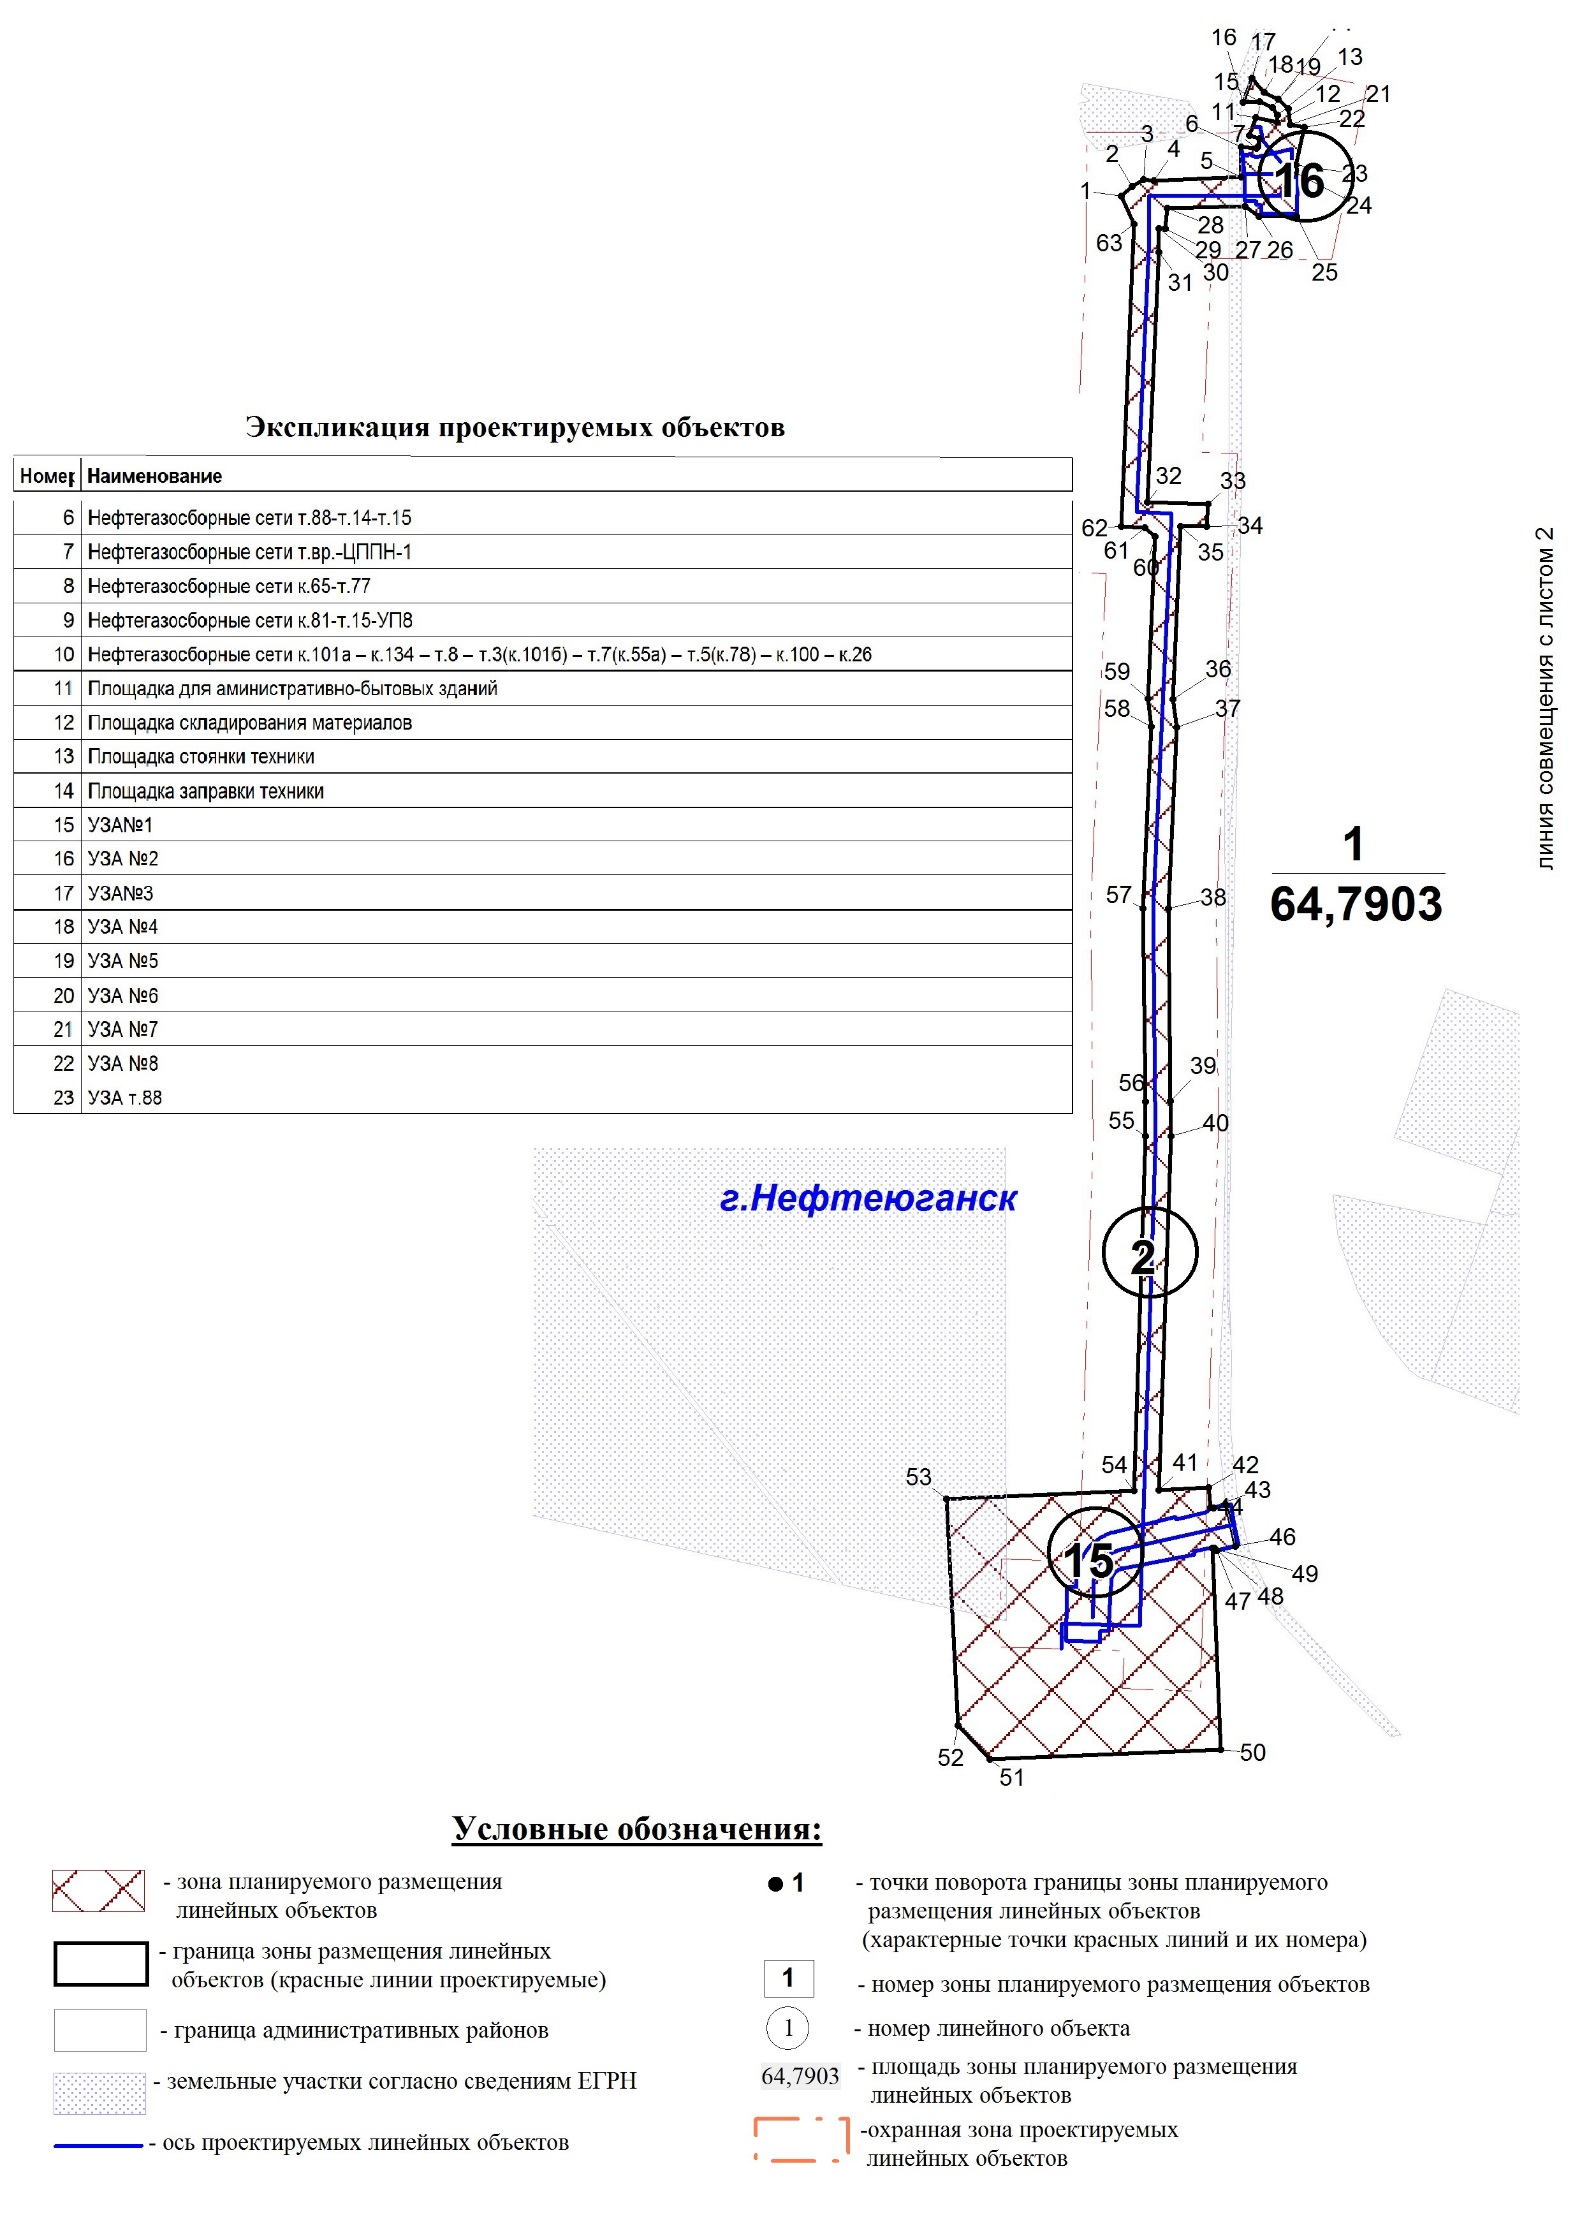 16
17
18
19
13
15
12
21
11
22
6
7
3
2
4
5
16
23
1
24
28
63
29
27
26
30
25
31
Экспликация проектируемых объектов
Номер Наименование
6 Нефтегазосборные сети т.88-т.14-т.15
7 Нефтегазосборные сети т.вр.-ЦППН-1
8 Нефтегазосборные сети к.65-т.77
9 Нефтегазосборные сети к.81-т.15-УП8
10 Нефтегазосборные сети к.101а – к.134 – т.8 – т.3(к.101б) – т.7(к.55а) – т.5(к.78) – к.100 – к.26
11 Площадка для аминистративно-бытовых зданий
12 Площадка складирования материалов
13 Площадка стоянки техники
14 Площадка заправки техники
15 УЗА№1
16 УЗА №2
17 УЗА№3
18 УЗА №4
19 УЗА №5
20 УЗА №6
21 УЗА №7
22 УЗА №8
23 УЗА т.88
32
33
62
34
61
35
60
линия совмещения с листом 2
59
36
58
37
1
64,7903
57
38
56
39
55
40
г.Нефтеюганск
2
53
54
41
42
43
44
46
15
49
47
48
52
51
50
Условные обозначения:
- зона планируемого размещения
линейных объектов
- граница зоны размещения линейных
объектов (красные линии проектируемые)
- граница административных районов
- земельные участки согласно сведениям ЕГРН
- ось проектируемых линейных объектов
1 - точки поворота границы зоны планируемого
размещения линейных объектов
(характерные точки красных линий и их номера)
1 - номер зоны планируемого размещения объектов
1 - номер линейного объекта
64,7903 - площадь зоны планируемого размещения
линейных объектов
-охранная зона проектируемых
линейных объектов